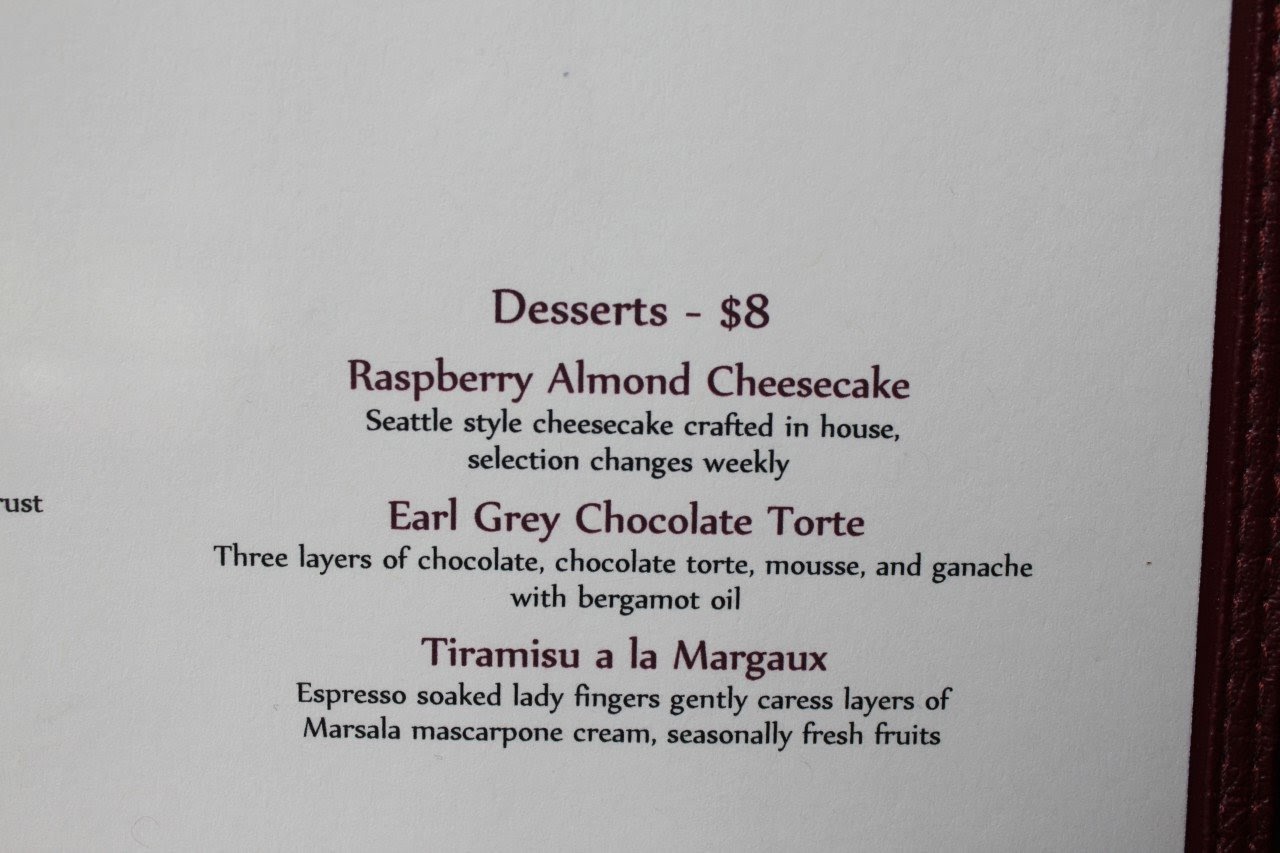 Desserts - $8
Raspberry Almond Cheesecake
Seattle style cheesecake crafted in house,
selection changes weekly
Earl Grey Chocolate Torte
Three layers of chocolate, chocolate torte, mousse, and ganache
with bergamot oil
Tiramisu a la Margaux
Espresso soaked lady fingers gently caress layers of
Marsala mascarpone cream, seasonally fresh fruits